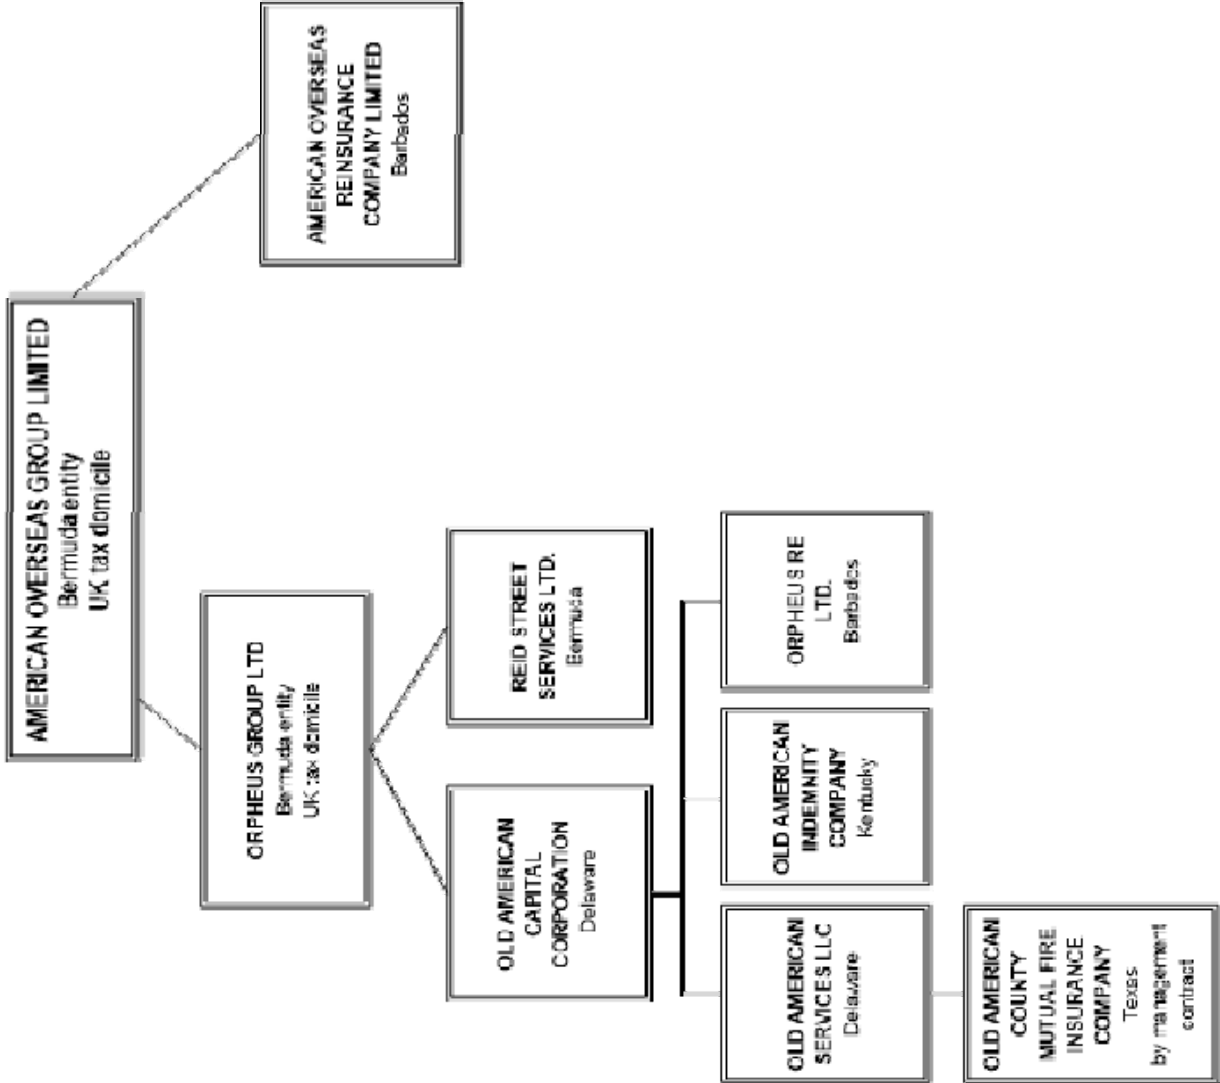 AMERICAN OVERSEAS GROUP LIMITED
Bermuda entity
UK tax domicile
ORPHEUS GROUP LTD
Bermuda entity
UK tax domicile
AMERICAN OVERSEAS
REINSURANCE
COMPANY LIMITED
Barbados
OLD AMERICAN
CAPITAL
CORPORATION
Delaware
REID STREET
SERVICES LTD.
Bermuda
OLD AMERICAN
SERVICES LLC
Delaware
OLD AMERICAN
INDEMNITY
COMPANY
Kentucky
ORPHEUS RE
LTD.
Barbados
OLD AMERICAN
COUNTY
MUTUAL FIRE
INSURANCE
COMPANY
Texas
by management
contract